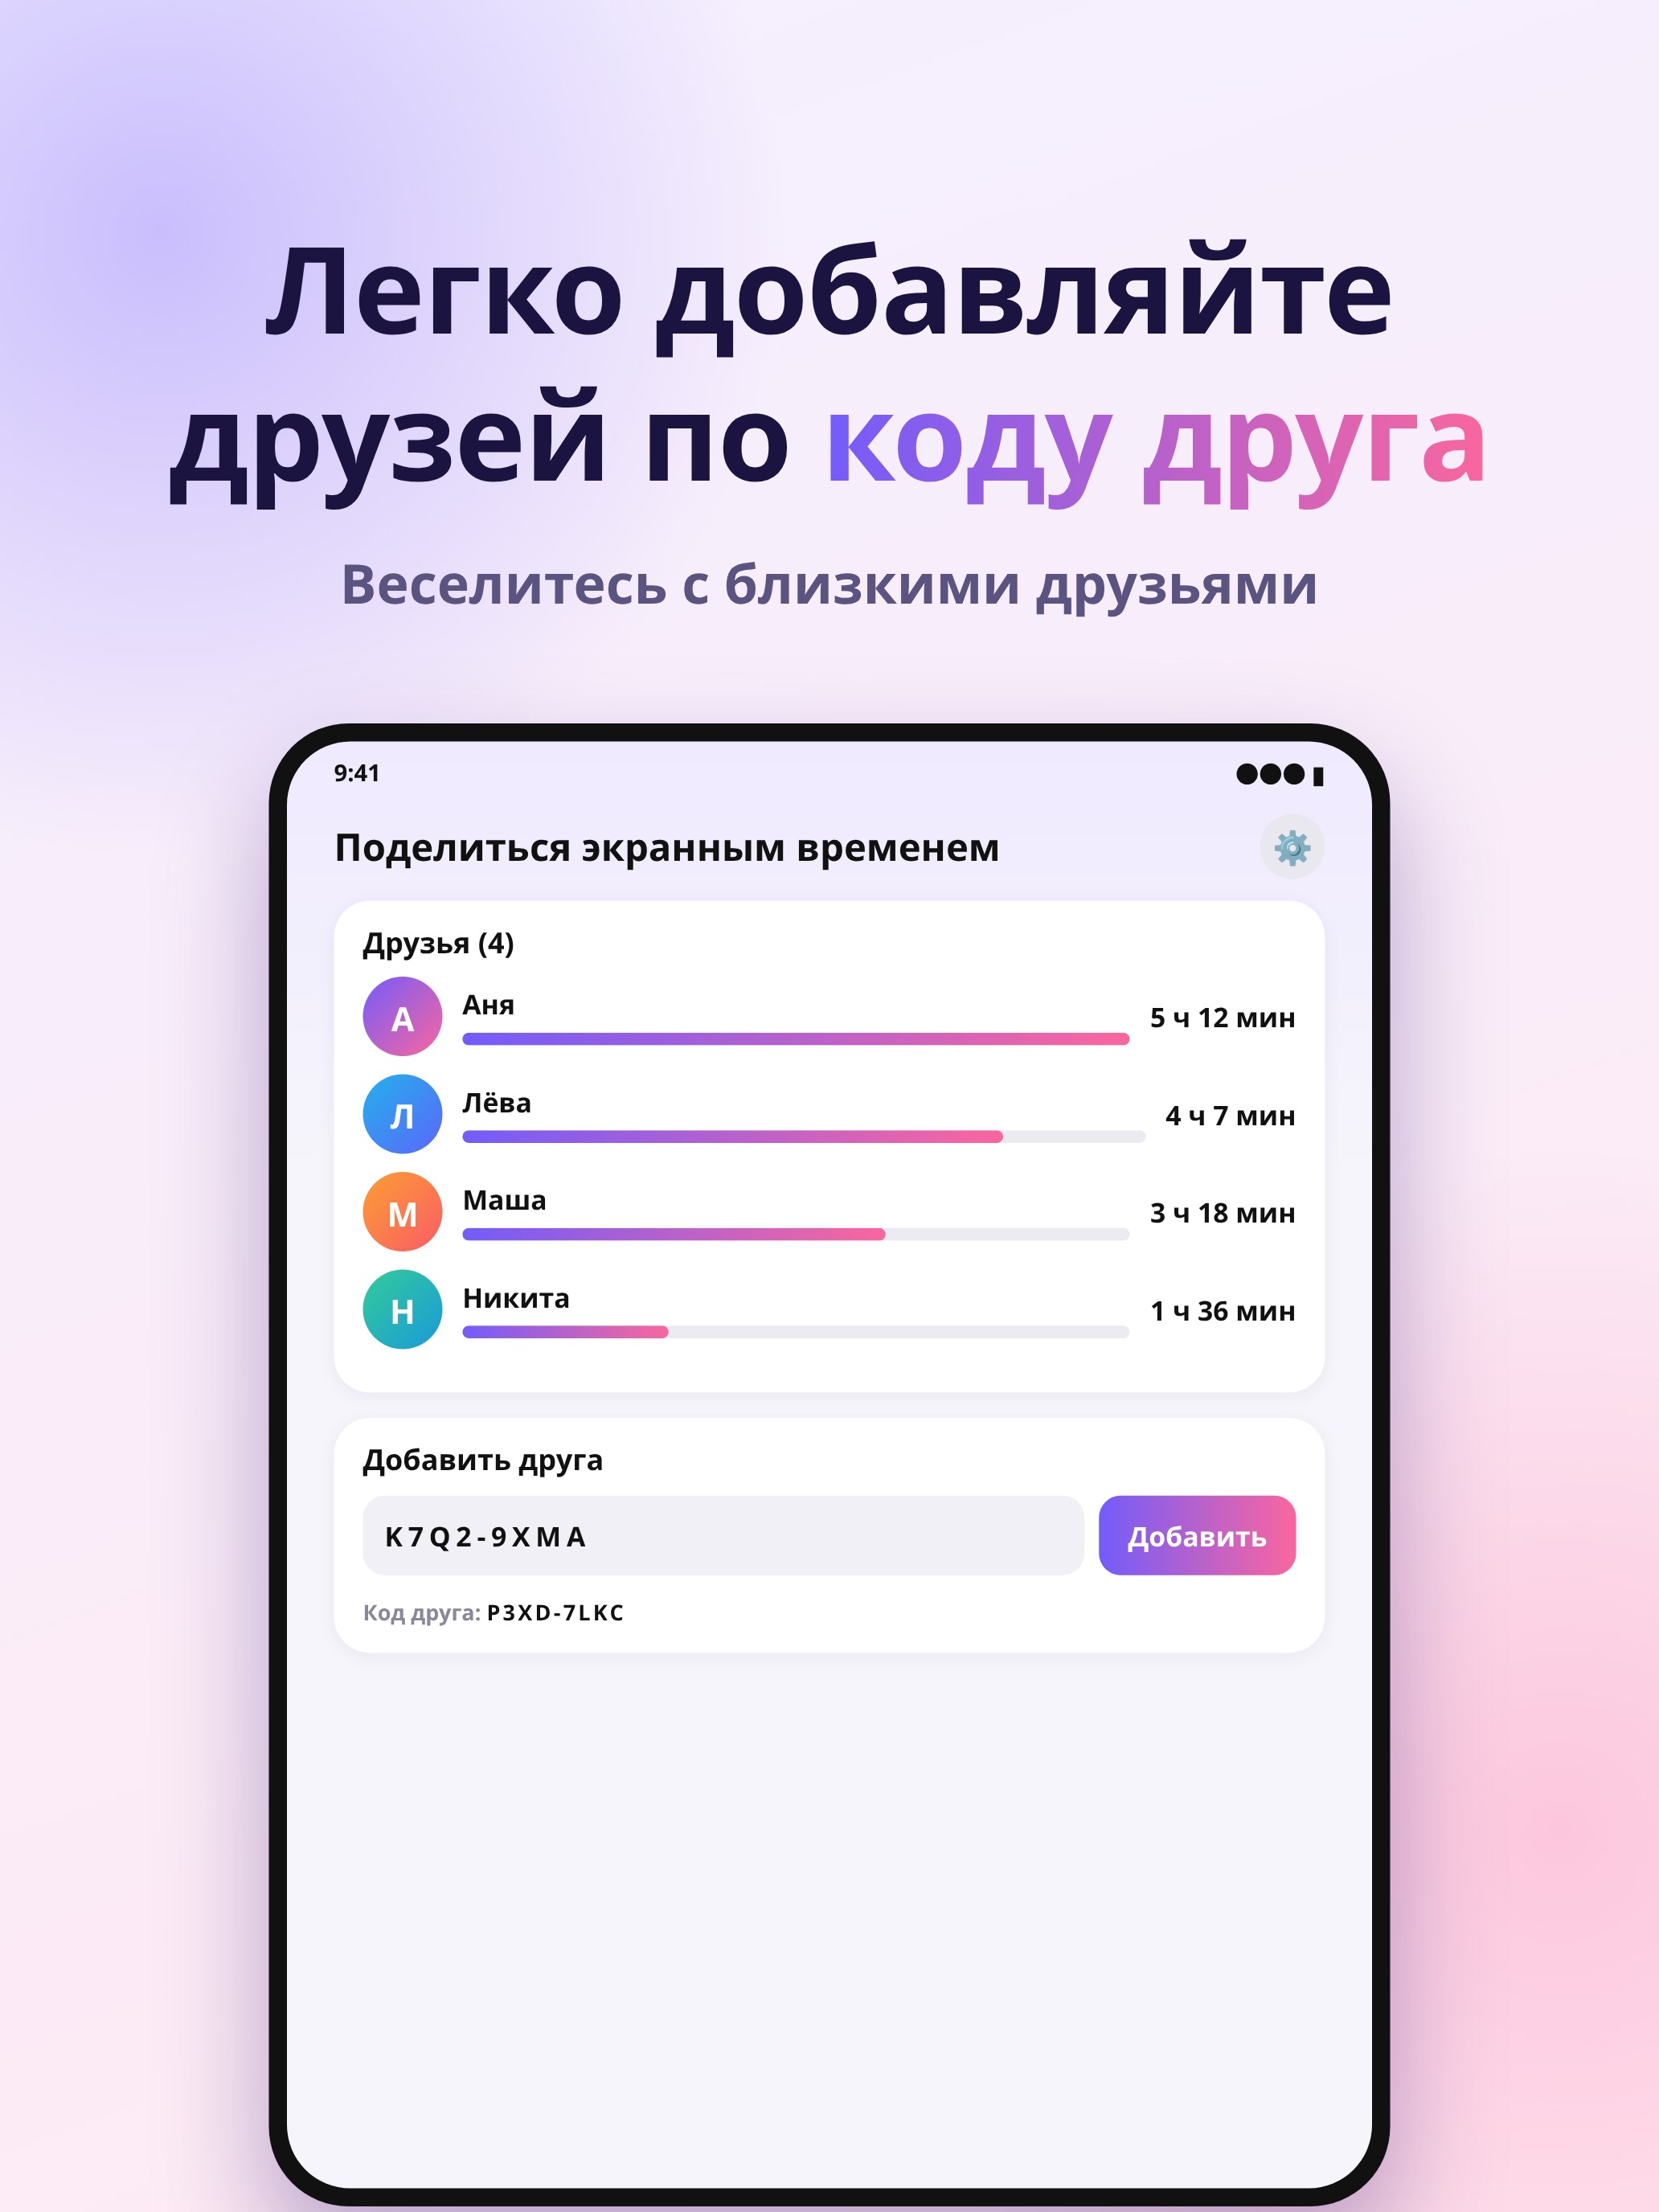 Легко добавляйте
друзей по коду друга
Веселитесь с близкими друзьями
9:41
Поделиться экранным временем
Друзья (4)
А
Аня
5 ч 12 мин
Л
Лёва
4 ч 7 мин
М
Маша
3 ч 18 мин
Н
Никита
1 ч 36 мин
Добавить друга
K7Q2-9XMA
Добавить
Код друга: P3XD-7LKC